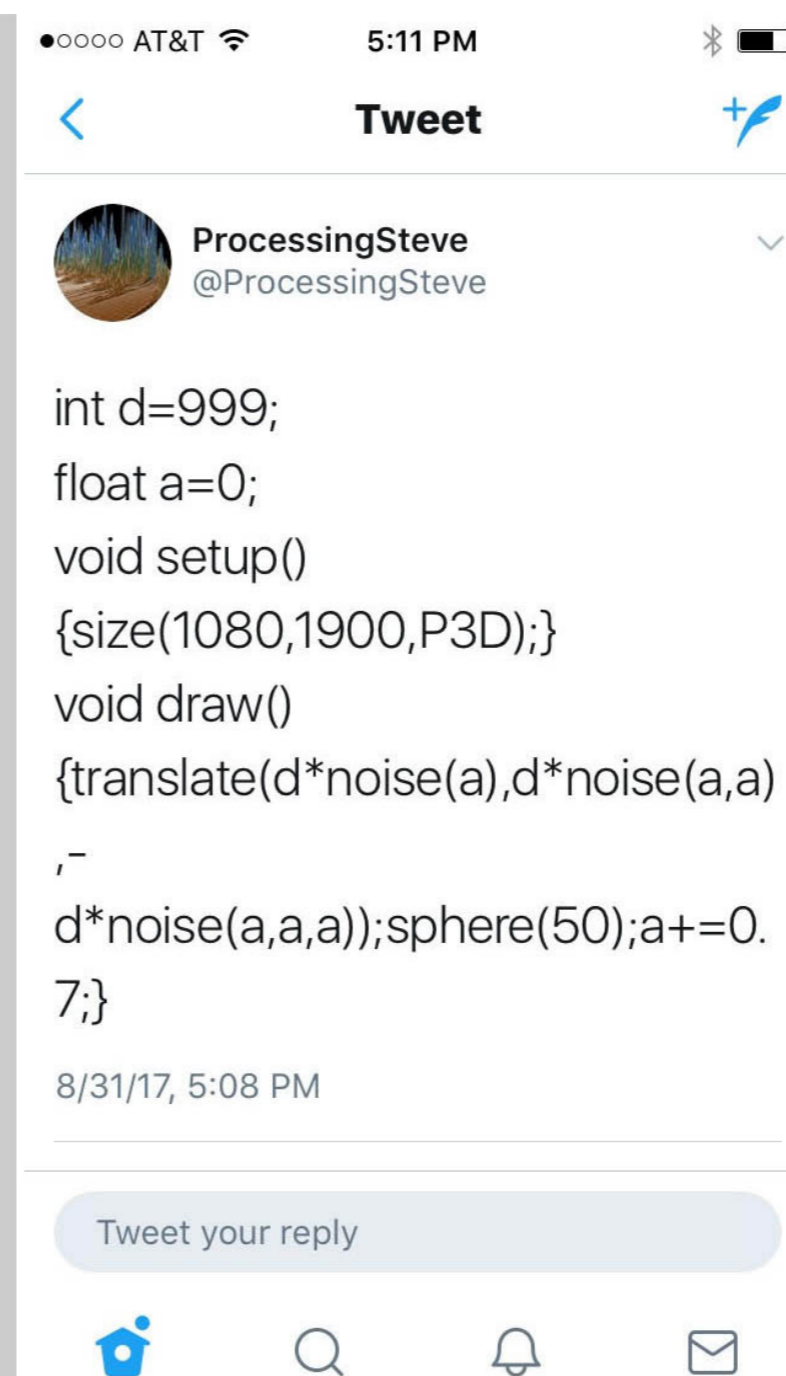 AT&T 5:11 PM
Tweet
ProcessingSteve
@ProcessingSteve
int d=999;
float a=0;
void setup()
{size(1080,1900,P3D);}
void draw()
{translate(d*noise(a),d*noise(a,a)
,-
d*noise(a,a,a));sphere(50);a+=0.
7;}
8/31/17, 5:08 PM
Tweet your reply